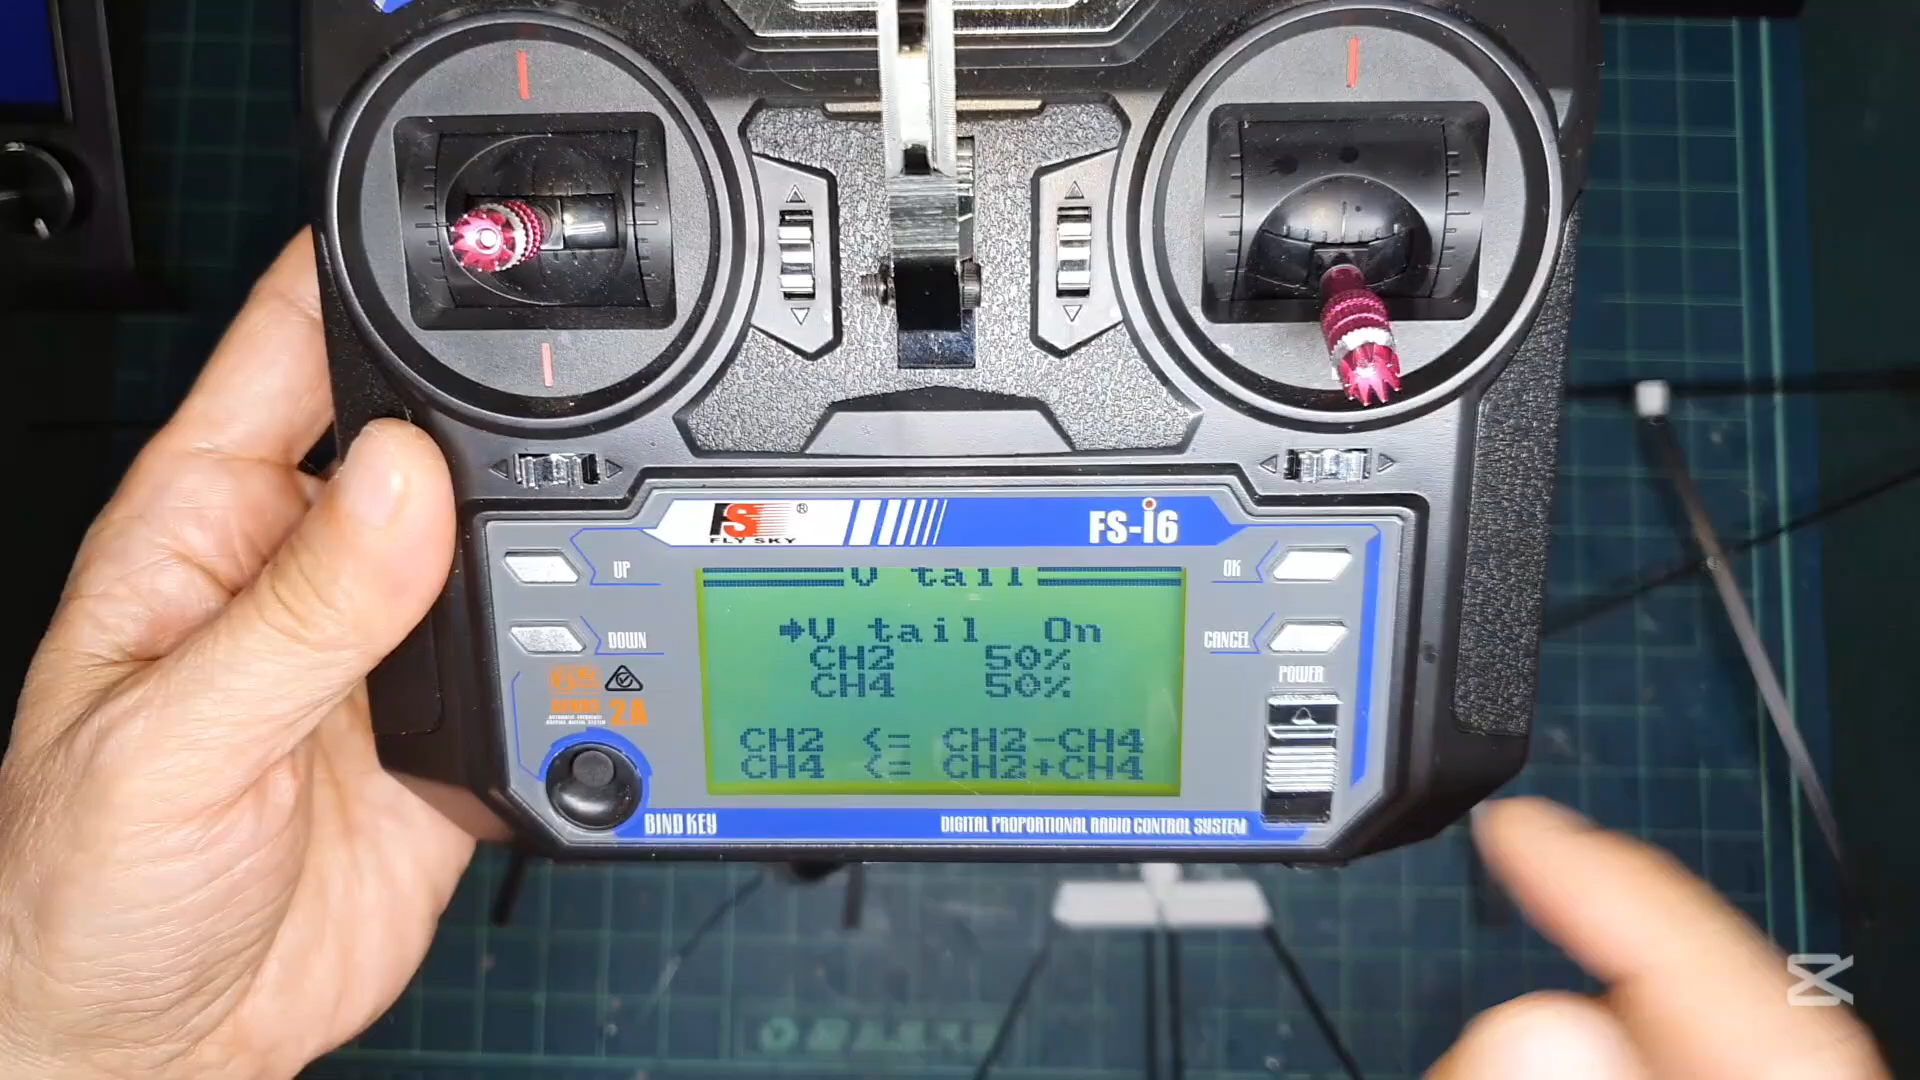 FS ®
FLY SKY
FS-i6
UP
OK
DOWN
CANCEL
POWER
V tail
V tail On
CH2 50%
CH4 50%
CH2 <= CH2-CH4
CH4 <= CH2+CH4
2A
BIND KEY
DIGITAL PROPORTIONAL RADIO CONTROL SYSTEM